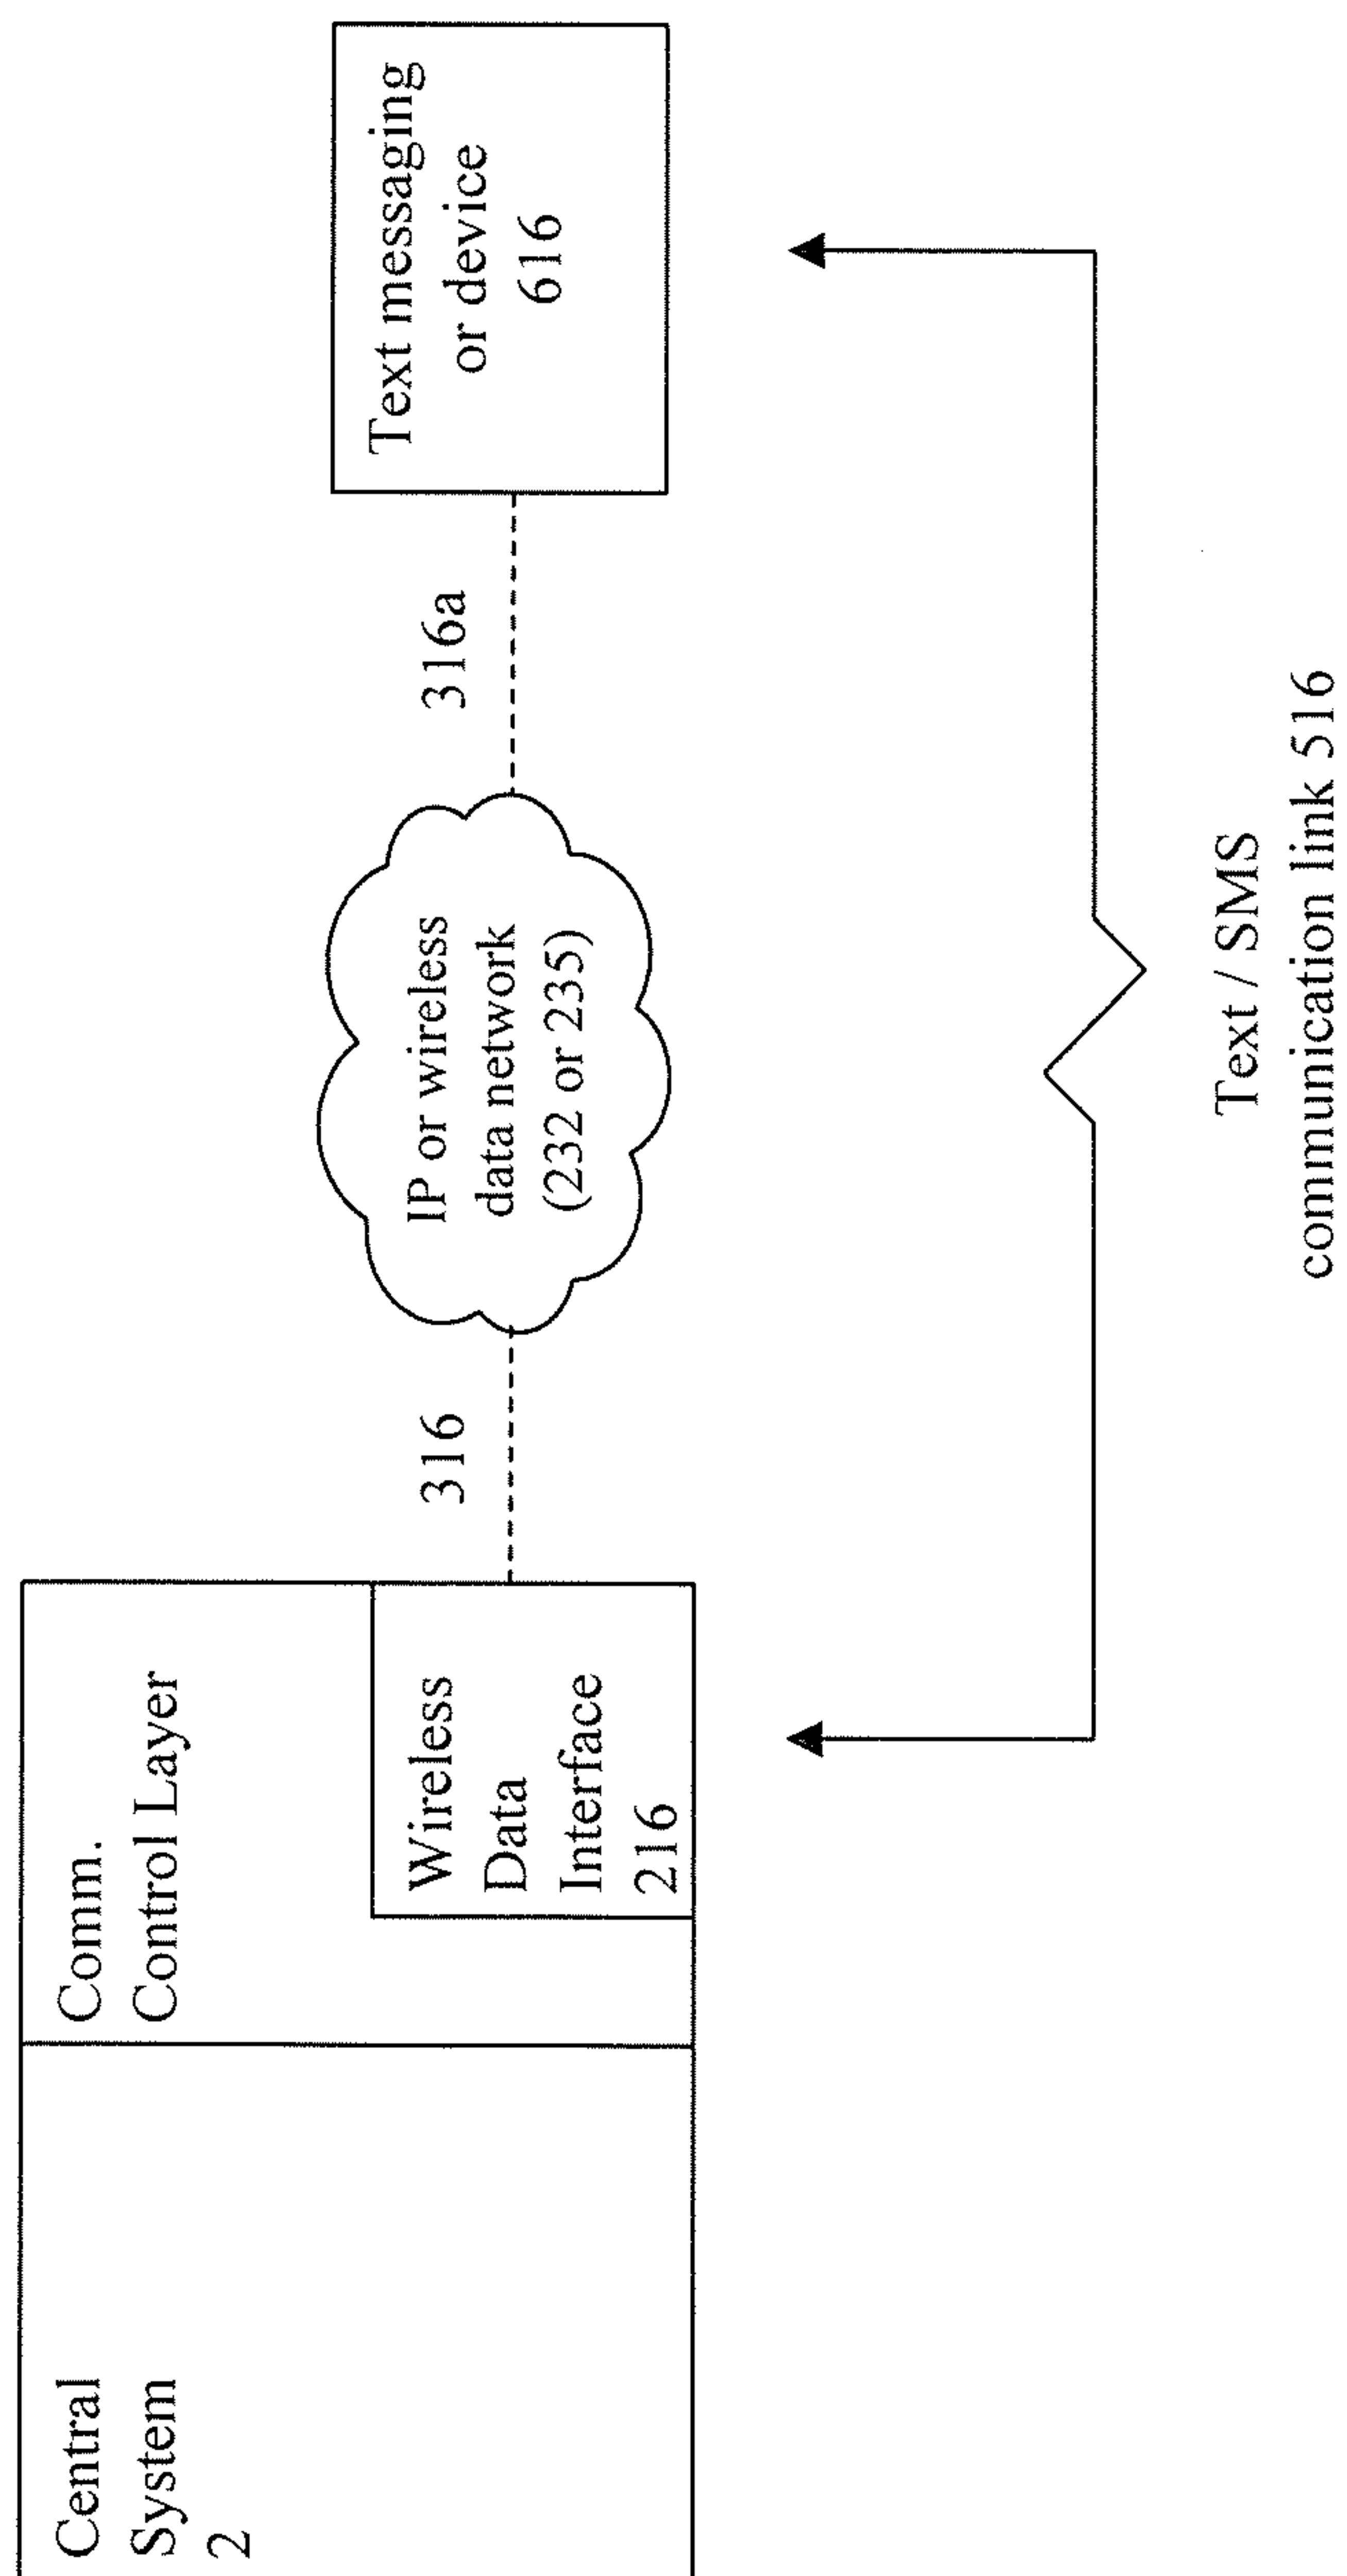 Central
System
2
Comm.
Control Layer
Wireless
Data
Interface
216
316
IP or wireless
data network
(232 or 235)
316a
Text messaging
or device
616
Text / SMS
communication link 516